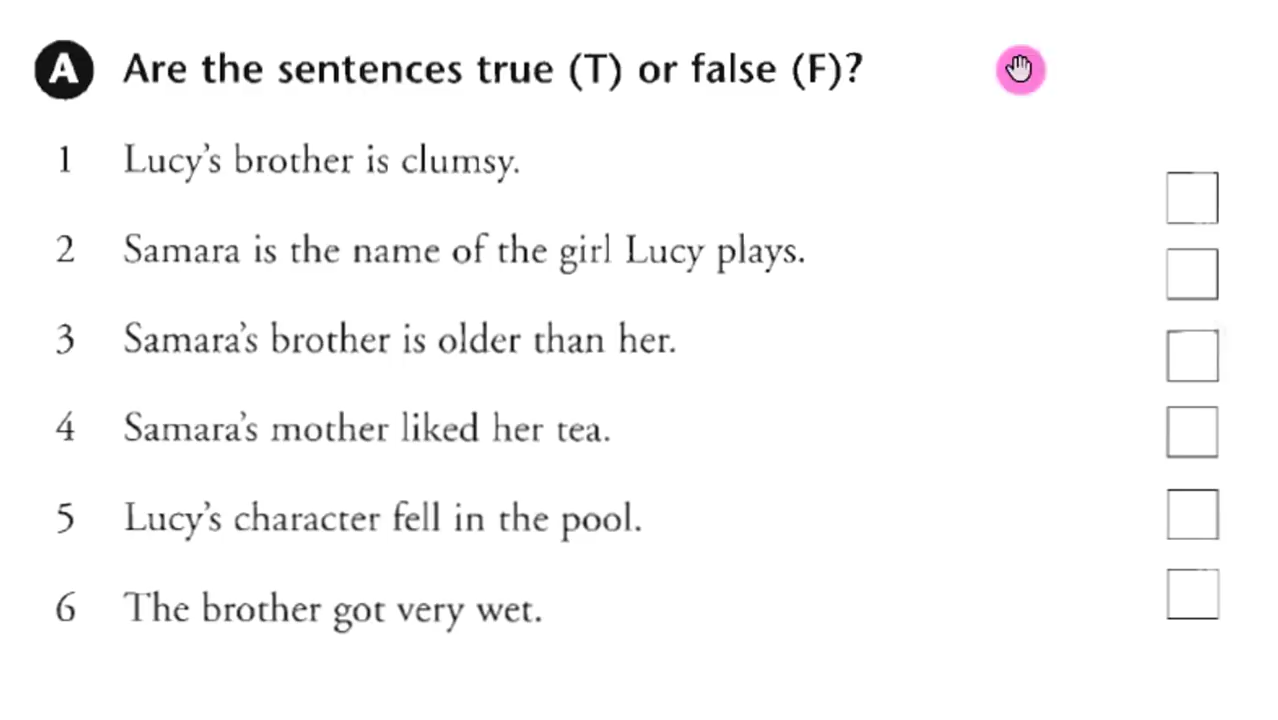 A Are the sentences true (T) or false (F)?
1 Lucy's brother is clumsy.
2 Samara is the name of the girl Lucy plays.
3 Samara's brother is older than her.
4 Samara's mother liked her tea.
5 Lucy's character fell in the pool.
6 The brother got very wet.